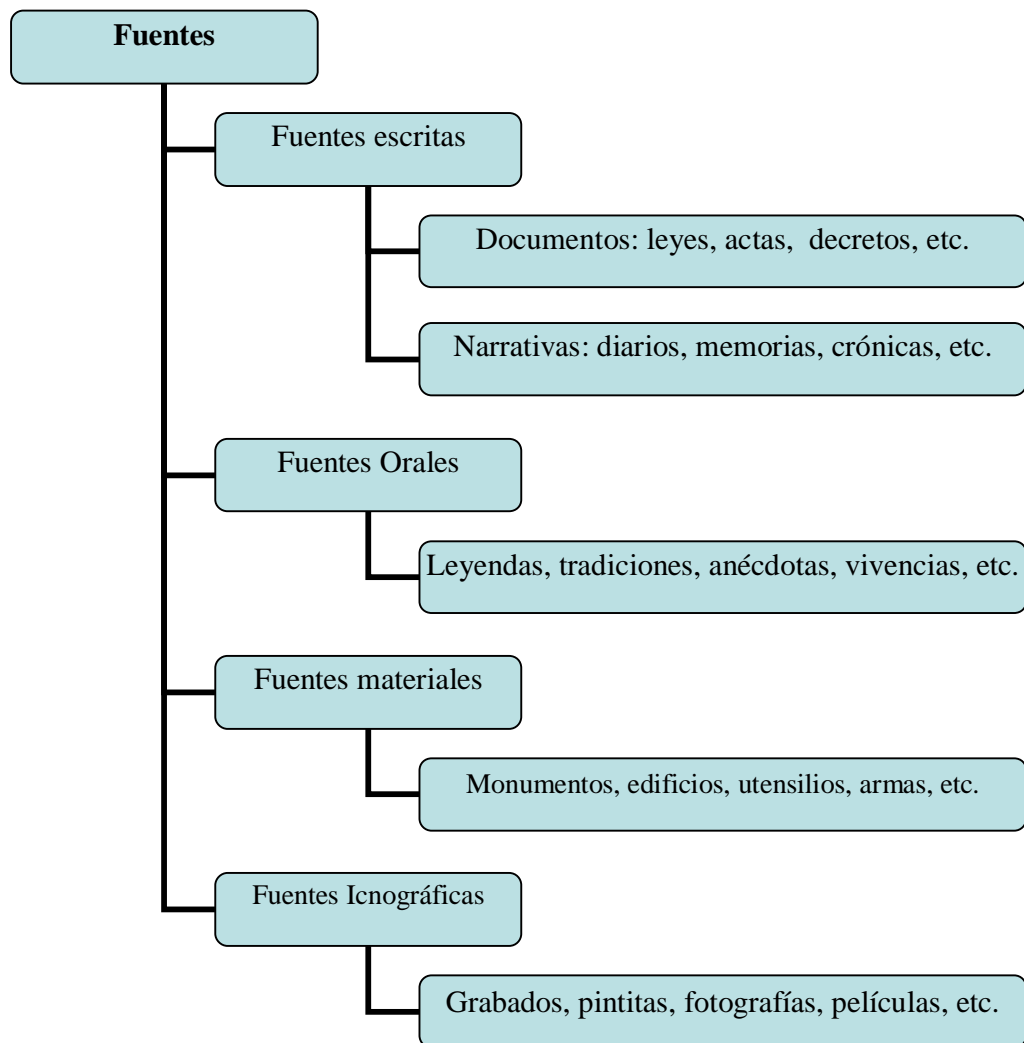 Fuentes
Fuentes escritas
Documentos: leyes, actas, decretos, etc.
Narrativas: diarios, memorias, crónicas, etc.
Fuentes Orales
Leyendas, tradiciones, anécdotas, vivencias, etc.
Fuentes materiales
Monumentos, edificios, utensilios, armas, etc.
Fuentes Icnográficas
Grabados, pintitas, fotografías, películas, etc.